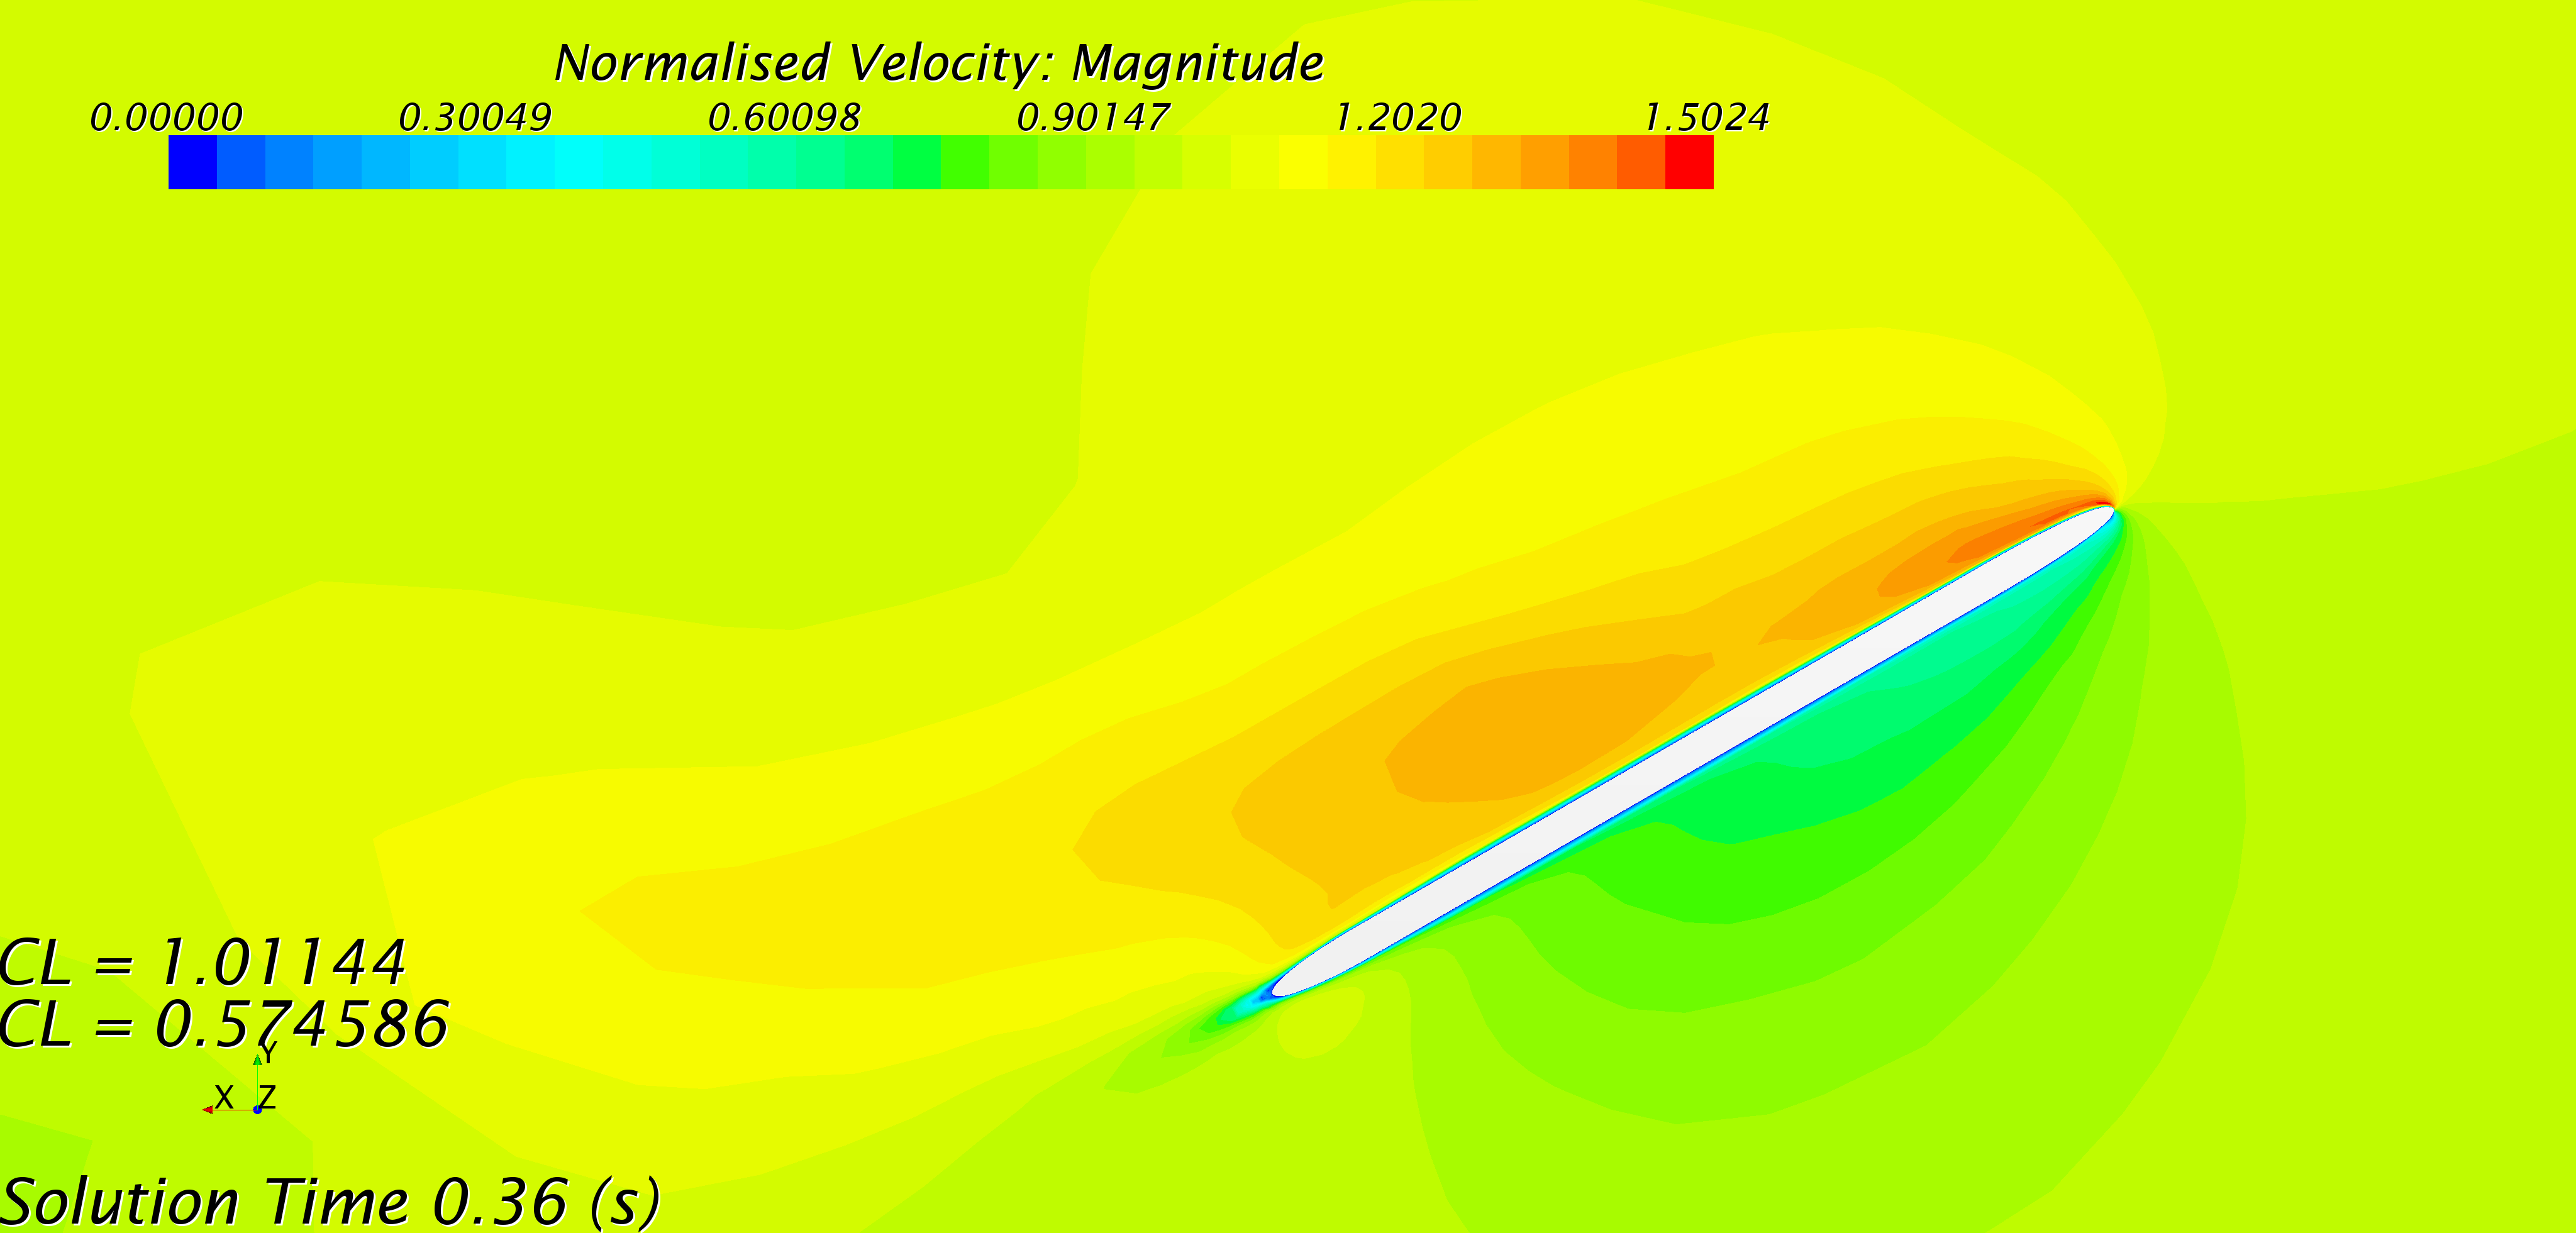 Normalised Velocity: Magnitude
0.00000 0.30049 0.60098 0.90147 1.2020 1.5024
CL = 1.01144
CL = 0.574586
Y
X Z
Solution Time 0.36 (s)